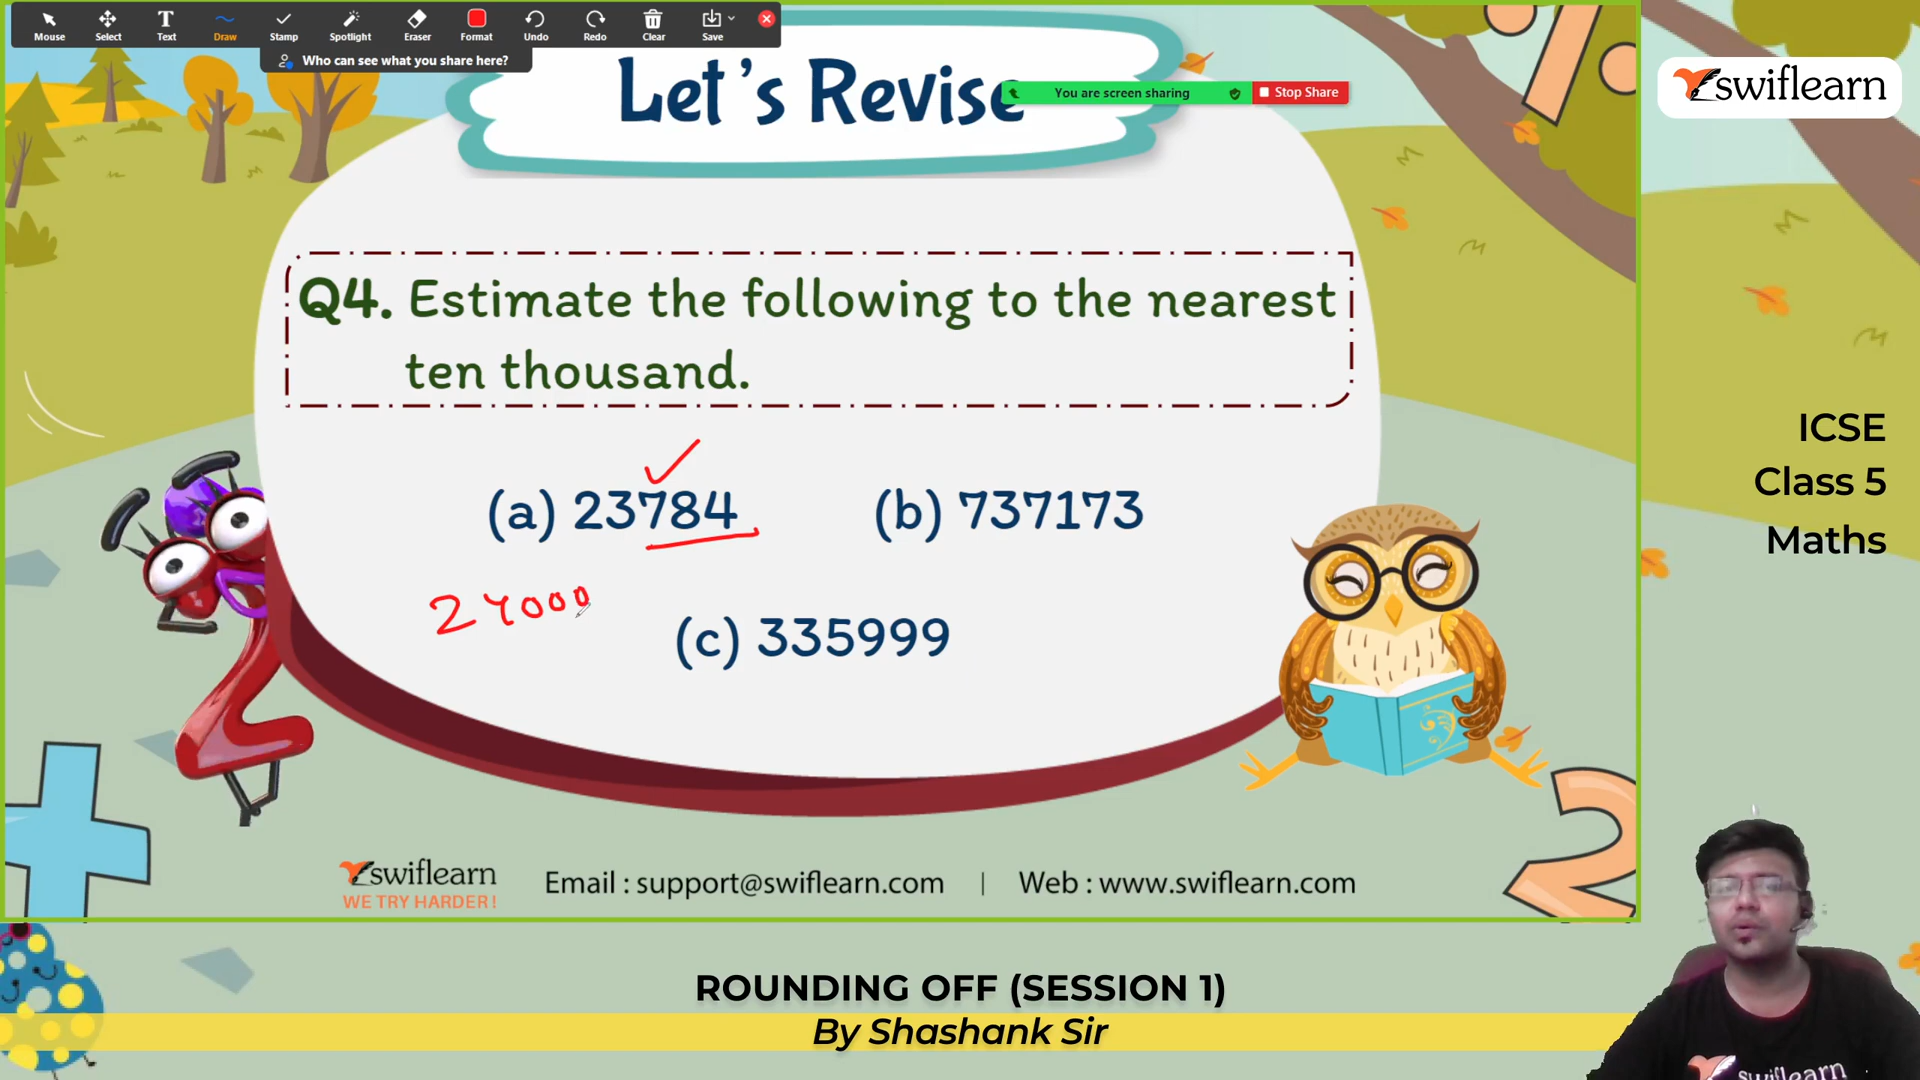 Mouse Select Text Draw Stamp Spotlight Eraser Format Undo Redo Clear Save
Who can see what you share here?
Let's Revise
You are screen sharing Stop Share
swiflearn
Q4. Estimate the following to the nearest
ten thousand.
(a) 23784 (b) 737173
24000
(c) 335999
ICSE
Class 5
Maths
swiflearn
WE TRY HARDER!
Email : support@swiflearn.com | Web : www.swiflearn.com
ROUNDING OFF (SESSION 1)
By Shashank Sir
swiflearn